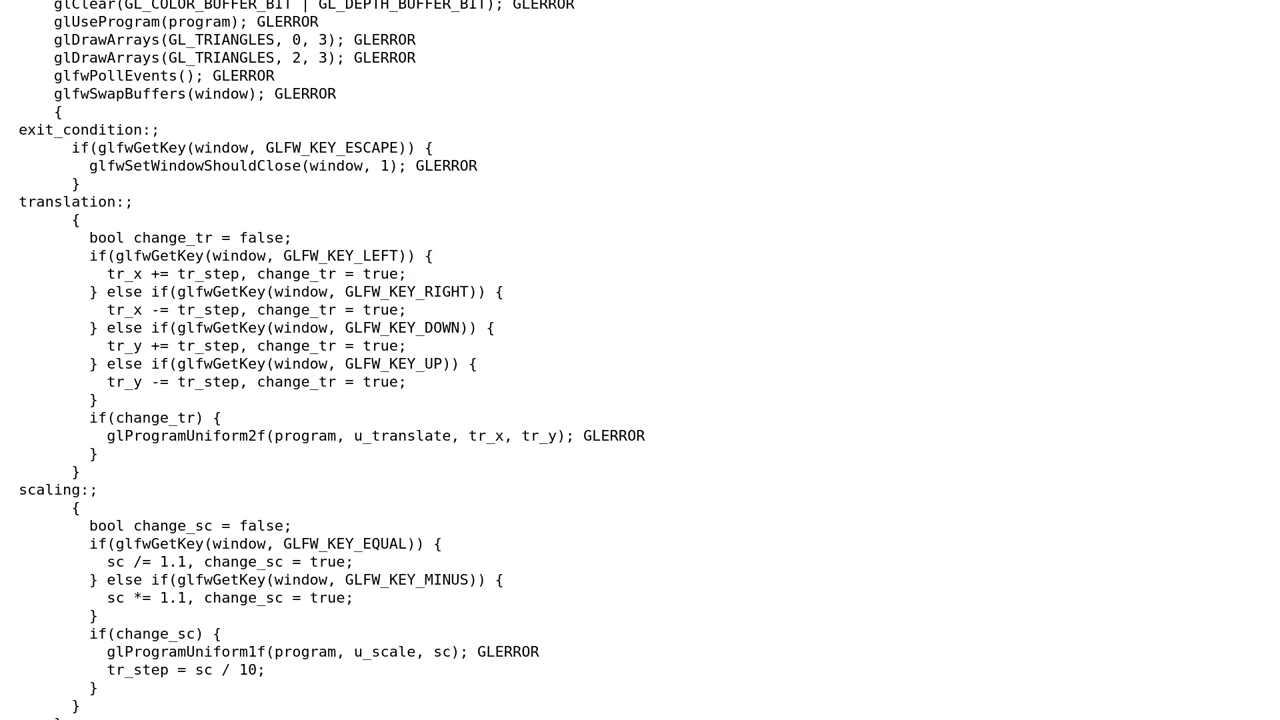 glClear(GL_COLOR_BUFFER_BIT | GL_DEPTH_BUFFER_BIT); GLERROR
glUseProgram(program); GLERROR
glDrawArrays(GL_TRIANGLES, 0, 3); GLERROR
glDrawArrays(GL_TRIANGLES, 2, 3); GLERROR
glfwPollEvents(); GLERROR
glfwSwapBuffers(window); GLERROR
{
exit_condition:;
if(glfwGetKey(window, GLFW_KEY_ESCAPE)) {
glfwSetWindowShouldClose(window, 1); GLERROR
}
translation:;
{
bool change_tr = false;
if(glfwGetKey(window, GLFW_KEY_LEFT)) {
tr_x += tr_step, change_tr = true;
} else if(glfwGetKey(window, GLFW_KEY_RIGHT)) {
tr_x -= tr_step, change_tr = true;
} else if(glfwGetKey(window, GLFW_KEY_DOWN)) {
tr_y += tr_step, change_tr = true;
} else if(glfwGetKey(window, GLFW_KEY_UP)) {
tr_y -= tr_step, change_tr = true;
}
if(change_tr) {
glProgramUniform2f(program, u_translate, tr_x, tr_y); GLERROR
}
}
scaling:;
{
bool change_sc = false;
if(glfwGetKey(window, GLFW_KEY_EQUAL)) {
sc /= 1.1, change_sc = true;
} else if(glfwGetKey(window, GLFW_KEY_MINUS)) {
sc *= 1.1, change_sc = true;
}
if(change_sc) {
glProgramUniform1f(program, u_scale, sc); GLERROR
tr_step = sc / 10;
}
}
}